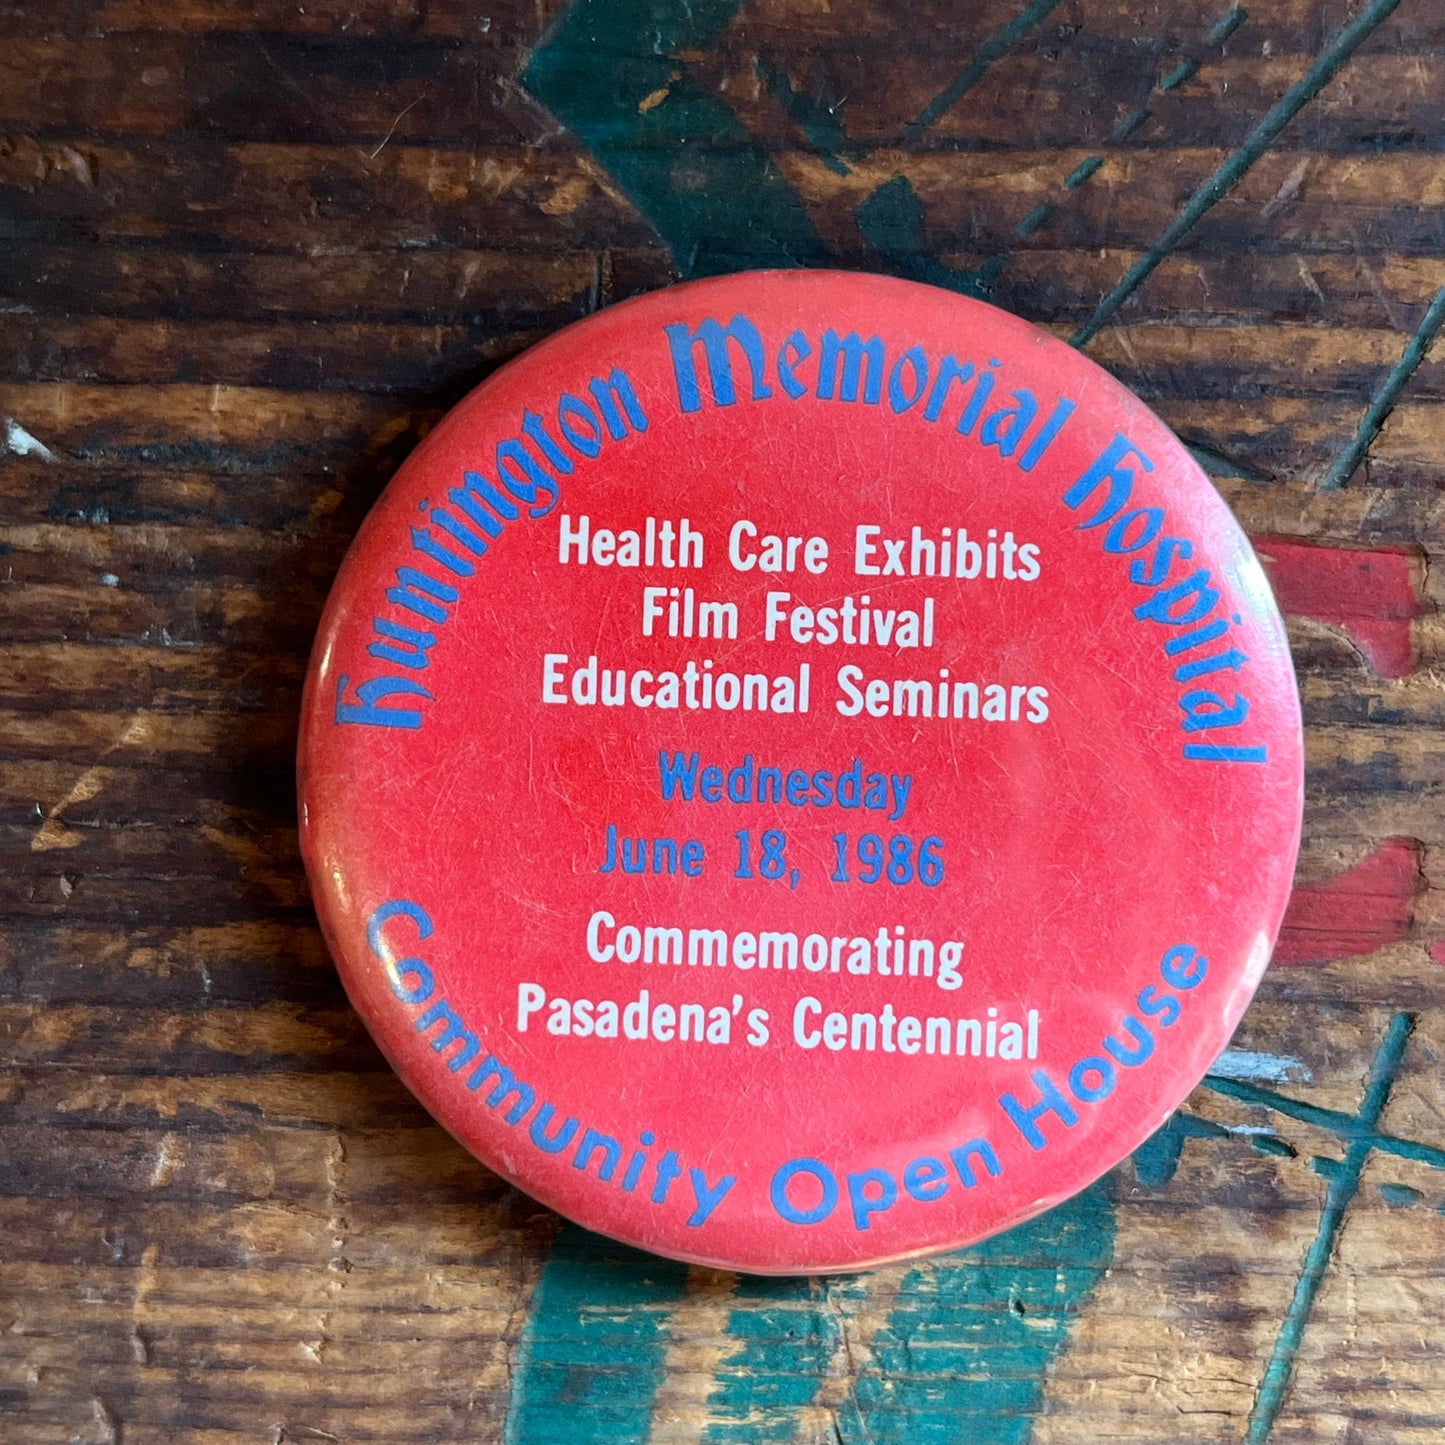 Huntington Memorial Hospital
Health Care Exhibits
Film Festival
Educational Seminars
Wednesday
June 18, 1986
Commemorating
Pasadena's Centennial
Community Open House